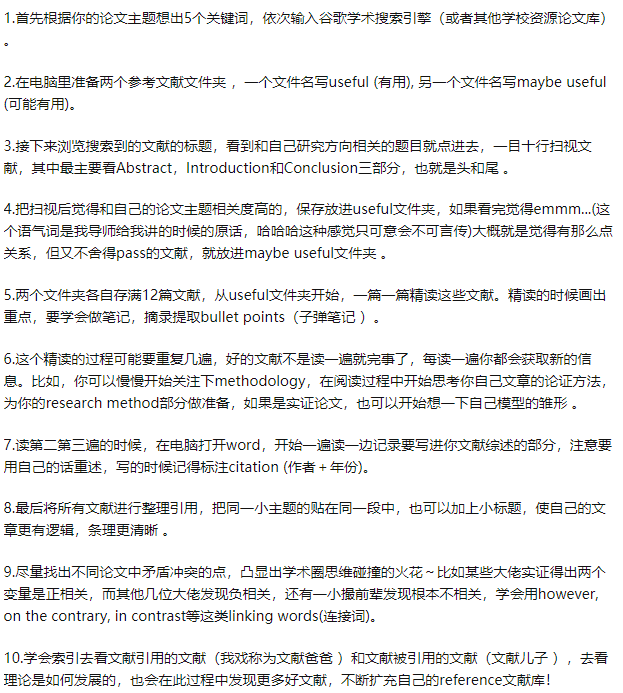 1.首先根据你的论文主题想出5个关键词，依次输入谷歌学术搜索引擎（或者其他学校资源论文库）
。
2.在电脑里准备两个参考文献文件夹 ，一个文件名写useful (有用), 另一个文件名写maybe useful
(可能有用)。
3.接下来浏览搜索到的文献的标题，看到和自己研究方向相关的题目就点进去，一目十行扫视文
献，其中最主要看Abstract，Introduction和Conclusion三部分，也就是头和尾 。
4.把扫视后觉得和自己的论文主题相关度高的，保存放进useful文件夹，如果看完觉得emmm...(这
个语气词是我导师给我讲的时候的原话，哈哈哈这种感觉只可意会不可言传)大概就是觉得有那么点
关系，但又不舍得pass的文献，就放进maybe useful文件夹 。
5.两个文件夹各自存满12篇文献，从useful文件夹开始，一篇一篇精读这些文献。精读的时候画出
重点，要学会做笔记，摘录提取bullet points（子弹笔记 ）。
6.这个精读的过程可能要重复几遍，好的文献不是读一遍就完事了，每读一遍你都会获取新的信
息。比如，你可以慢慢开始关注下methodology，在阅读过程中开始思考你自己文章的论证方法，
为你的research method部分做准备，如果是实证论文，也可以开始想一下自己模型的雏形 。
7.读第二第三遍的时候，在电脑打开word，开始一遍读一边记录要写进你文献综述的部分，注意要
用自己的话重述，写的时候记得标注citation (作者＋年份)。
8.最后将所有文献进行整理引用，把同一小主题的贴在同一段中，也可以加上小标题，使自己的文
章更有逻辑，条理更清晰 。
9.尽量找出不同论文中矛盾冲突的点，凸显出学术圈思维碰撞的火花～比如某些大佬实证得出两个
变量是正相关，而其他几位大佬发现负相关，还有一小撮前辈发现根本不相关，学会用however,
on the contrary, in contrast等这类linking words(连接词)。
10.学会索引去看文献引用的文献（我戏称为文献爸爸 ）和文献被引用的文献（文献儿子 ），去看
理论是如何发展的，也会在此过程中发现更多好文献，不断扩充自己的reference文献库！